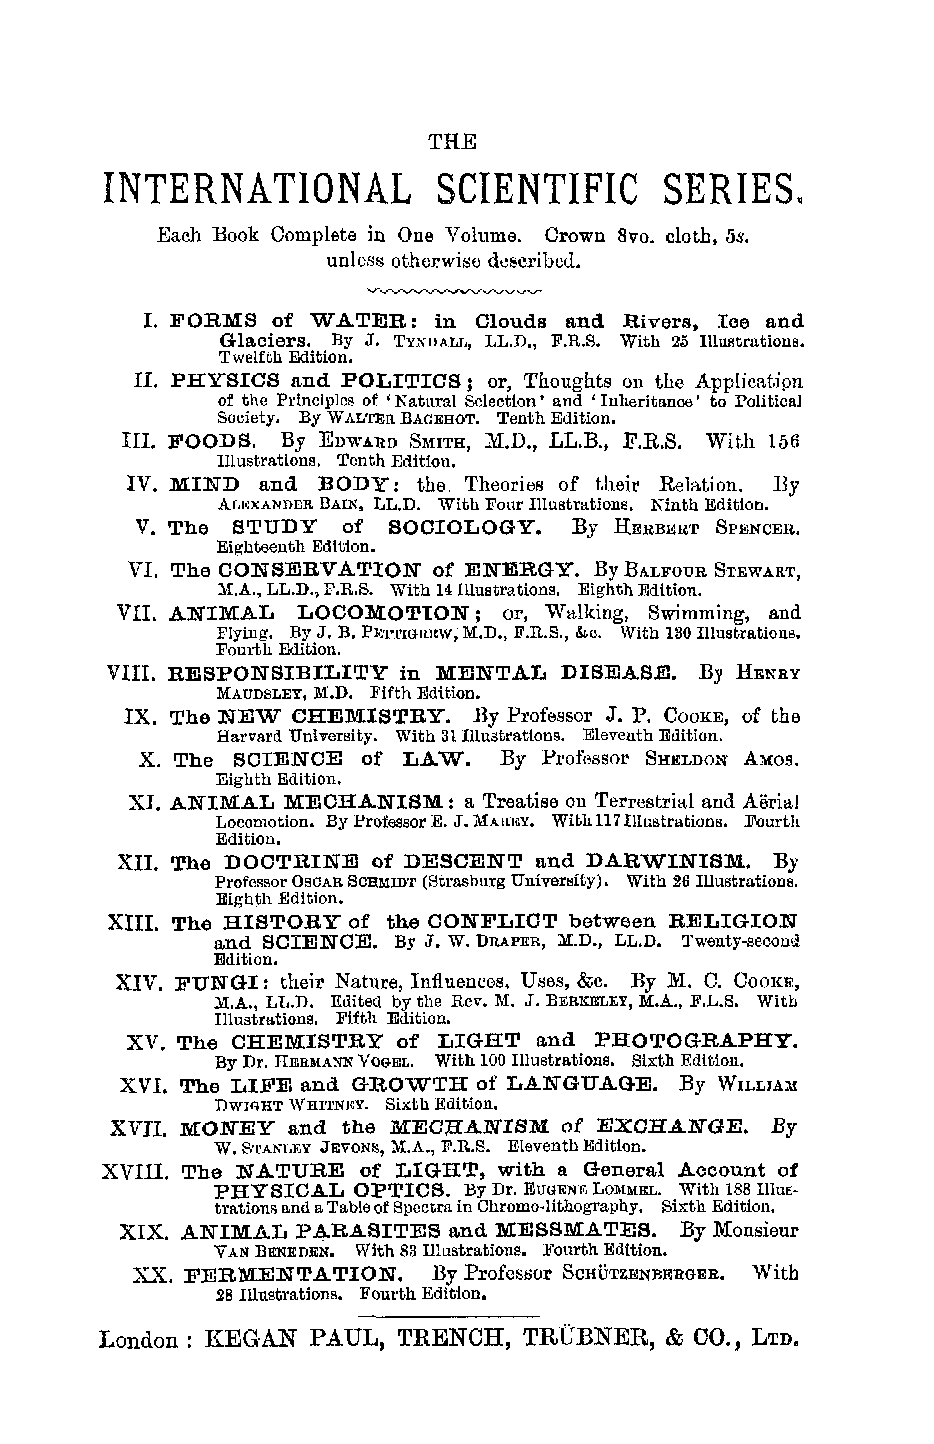 THE
INTERNATIONAL SCIENTIFIC SERIES.
Each Book Complete in One Volume. Crown 8vo. cloth, 5s.
unless otherwise described.
I. FORMS of WATER: in Clouds and Rivers, Ice and
Glaciers. By J. TYNDALL, LL.D., F.R.S. With 25 Illustrations.
Twelfth Edition.
II. PHYSICS and POLITICS; or, Thoughts on the Application
of the Principles of 'Natural Selection' and 'Inheritance' to Political
Society. By WALTER BAGEHOT. Tenth Edition.
III. FOODS. By EDWARD SMITH, M.D., LL.B., F.R.S. With 156
Illustrations. Tenth Edition.
IV. MIND and BODY: the Theories of their Relation. By
ALEXANDER BAIN, LL.D. With Four Illustrations. Ninth Edition.
V. The STUDY of SOCIOLOGY. By HERBERT SPENCER.
Eighteenth Edition.
VI. The CONSERVATION of ENERGY. By BALFOUR STEWART,
M.A., LL.D., F.R.S. With 14 Illustrations. Eighth Edition.
VII. ANIMAL LOCOMOTION; or, Walking, Swimming, and
Flying. By J. B. PETTIGREW, M.D., F.R.S., &c. With 130 Illustrations.
Fourth Edition.
VIII. RESPONSIBILITY in MENTAL DISEASE. By HENRY
MAUDSLEY, M.D. Fifth Edition.
IX. The NEW CHEMISTRY. By Professor J. P. COOKE, of the
Harvard University. With 31 Illustrations. Eleventh Edition.
X. The SCIENCE of LAW. By Professor SHELDON AMOS.
Eighth Edition.
XI. ANIMAL MECHANISM: a Treatise on Terrestrial and Aërial
Locomotion. By Professor E. J. MAREY. With 117 Illustrations. Fourth
Edition.
XII. The DOCTRINE of DESCENT and DARWINISM. By
Professor OSCAR SCHMIDT (Strasburg University). With 26 Illustrations.
Eighth Edition.
XIII. The HISTORY of the CONFLICT between RELIGION
and SCIENCE. By J. W. DRAPER, M.D., LL.D. Twenty-second
Edition.
XIV. FUNGI: their Nature, Influences, Uses, &c. By M. C. COOKE,
M.A., LL.D. Edited by the Rev. M. J. BERKELEY, M.A., F.L.S. With
Illustrations. Fifth Edition.
XV. The CHEMISTRY of LIGHT and PHOTOGRAPHY.
By Dr. HERMANN VOGEL. With 100 Illustrations. Sixth Edition.
XVI. The LIFE and GROWTH of LANGUAGE. By WILLIAM
DWIGHT WHITNEY. Sixth Edition.
XVII. MONEY and the MECHANISM of EXCHANGE. By
W. STANLEY JEVONS, M.A., F.R.S. Eleventh Edition.
XVIII. The NATURE of LIGHT, with a General Account of
PHYSICAL OPTICS. By Dr. EUGENE LOMMEL. With 188 Illus-
trations and a Table of Spectra in Chromo-lithography. Sixth Edition.
XIX. ANIMAL PARASITES and MESSMATES. By Monsieur
VAN BENEDEN. With 83 Illustrations. Fourth Edition.
XX. FERMENTATION. By Professor SCHÜTZENBERGER. With
28 Illustrations. Fourth Edition.
London: KEGAN PAUL, TRENCH, TRÜBNER, & CO., LTD.